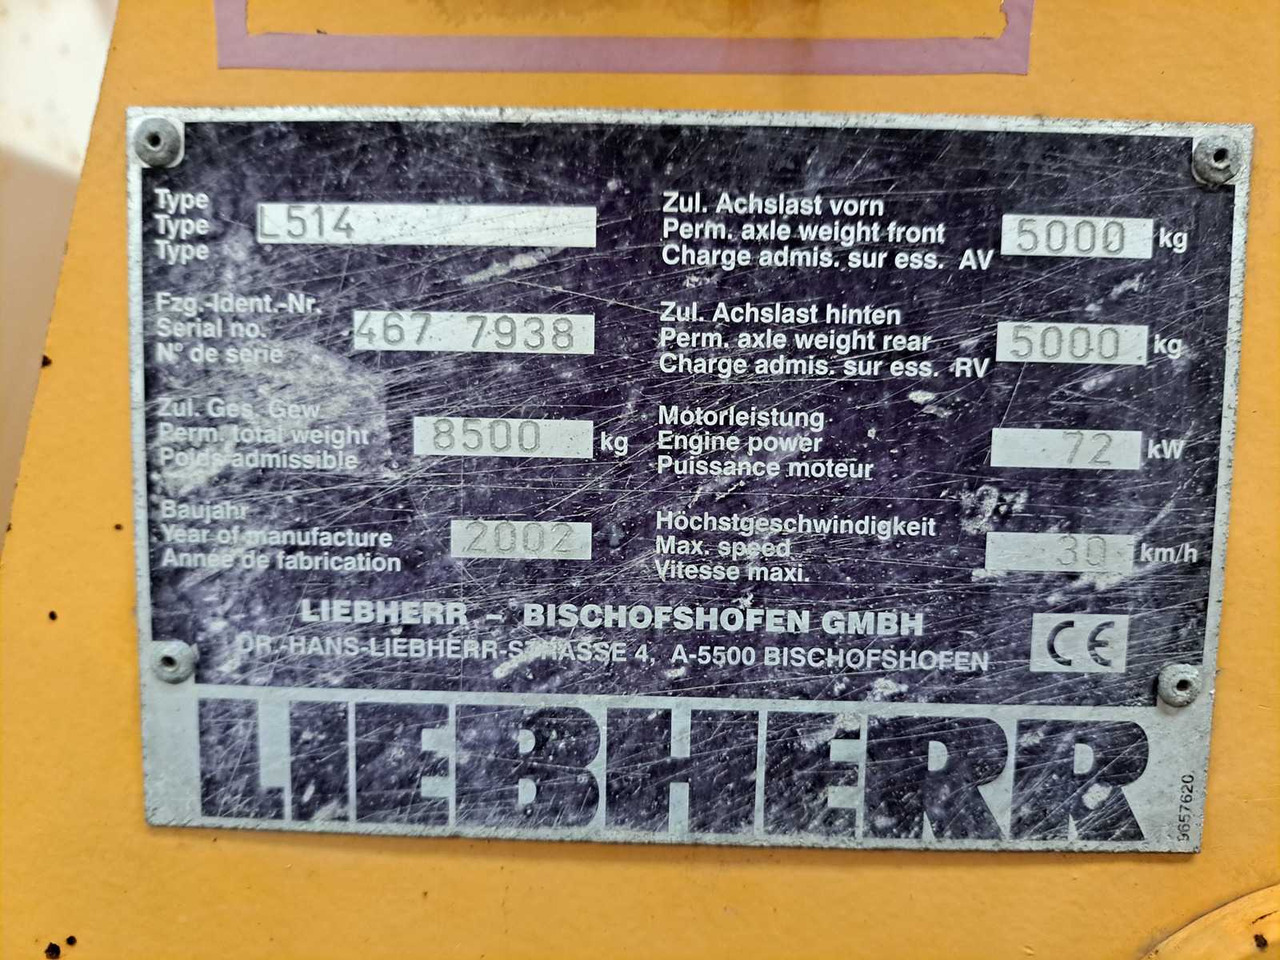 Type
Type
Type
L514
Fzg.-Ident.-Nr.
Serial no.
N° de série
467 7938
Zul. Ges. Gew
Perm. total weight
Poids admissible
8500 kg
Baujahr
Year of manufacture
Année de fabrication
2002
Zul. Achslast vorn
Perm. axle weight front
Charge admis. sur ess. AV
5000 kg
Zul. Achslast hinten
Perm. axle weight rear
Charge admis. sur ess. RV
5000 kg
Motorleistung
Engine power
Puissance moteur
72 kW
Höchstgeschwindigkeit
Max. speed
Vitesse maxi.
30 km/h
LIEBHERR - BISCHOFSHOFEN GMBH
DR.-HANS-LIEBHERR-STRASSE 4, A-5500 BISCHOFSHOFEN
CE
LIEBHERR
9657620